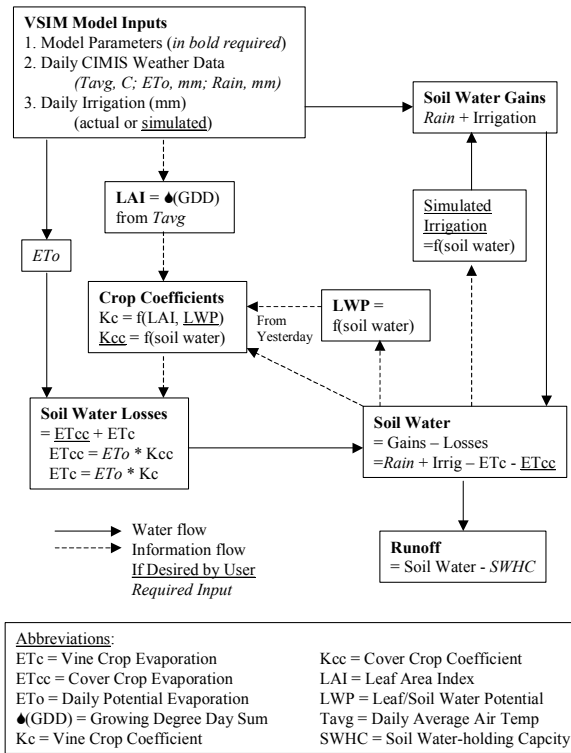 VSIM Model Inputs
1. Model Parameters (in bold required)
2. Daily CIMIS Weather Data
(Tavg, C; ETo, mm; Rain, mm)
3. Daily Irrigation (mm)
(actual or simulated)
Soil Water Gains
Rain + Irrigation
LAI = (GDD)
from Tavg
Simulated
Irrigation
=f(soil water)
ETo
Crop Coefficients
Kc = f(LAI, LWP)
Kcc = f(soil water)
From
Yesterday
LWP =
f(soil water)
Soil Water Losses
= ETcc + ETc
ETcc = ETo * Kcc
ETc = ETo * Kc
Soil Water
= Gains – Losses
=Rain + Irrig – ETc - ETcc
Water flow
Information flow
If Desired by User
Required Input
Runoff
= Soil Water - SWHC
Abbreviations:
ETc = Vine Crop Evaporation
ETcc = Cover Crop Evaporation
ETo = Daily Potential Evaporation
(GDD) = Growing Degree Day Sum
Kc = Vine Crop Coefficient
Kcc = Cover Crop Coefficient
LAI = Leaf Area Index
LWP = Leaf/Soil Water Potential
Tavg = Daily Average Air Temp
SWHC = Soil Water-holding Capcity